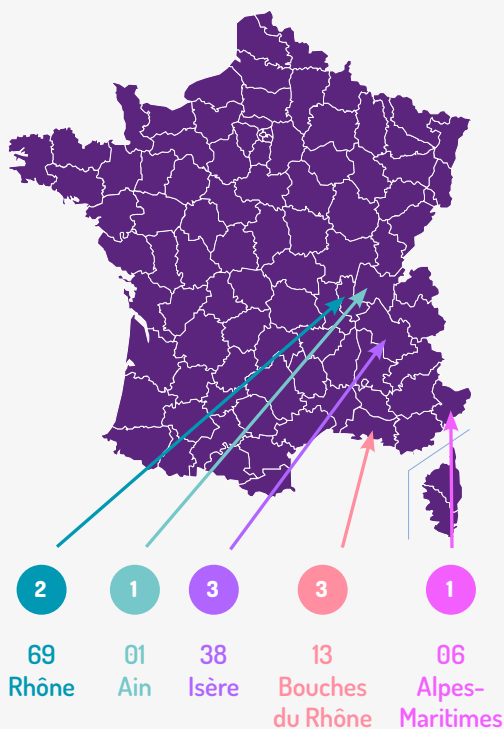 2 1 3 3 1
69 01 38 13 06
Rhône Ain Isère Bouches Alpes-
du Rhône Maritimes